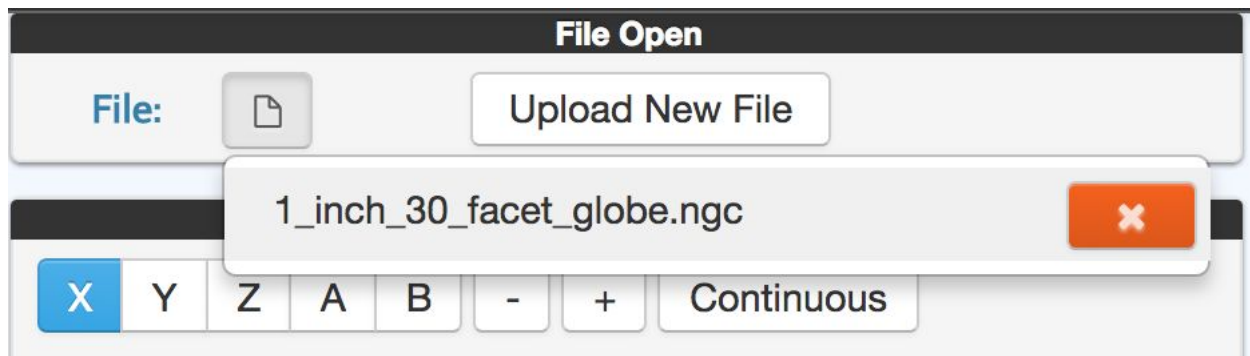 File Open
File: Upload New File
1_inch_30_facet_globe.ngc
X Y Z A B - + Continuous